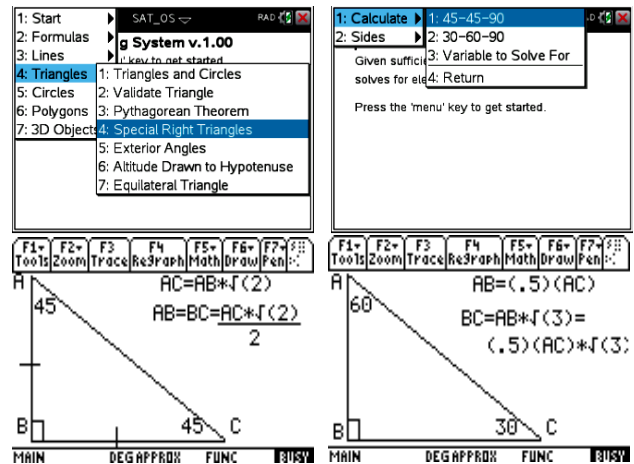 1: Start
2: Formulas
3: Lines
4: Triangles
5: Circles
6: Polygons
7: 3D Objects
SAT_OS
RAD
g System v.1.00
u' key to get started
1: Triangles and Circles
2: Validate Triangle
3: Pythagorean Theorem
4: Special Right Triangles
5: Exterior Angles
6: Altitude Drawn to Hypotenuse
7: Equilateral Triangle
1: Calculate
2: Sides
1: 45-45-90
2: 30-60-90
3: Variable to Solve For
4: Return
Given sufficie
solves for ele
Press the 'menu' key to get started.
F1 F2 F3 F4 F5 F6 F7
Tools Zoom Trace ReGraph Math Draw Pen
A
45
AC=AB*√(2)
AB=BC=AC*√(2)
2
B
45
C
MAIN DEGAPPROX FUNC BUSY
F1 F2 F3 F4 F5 F6 F7
Tools Zoom Trace ReGraph Math Draw Pen
A
60
AB=(.5)(AC)
BC=AB*√(3)=
(.5)(AC)*√(3)
B
30
C
MAIN DEGAPPROX FUNC BUSY